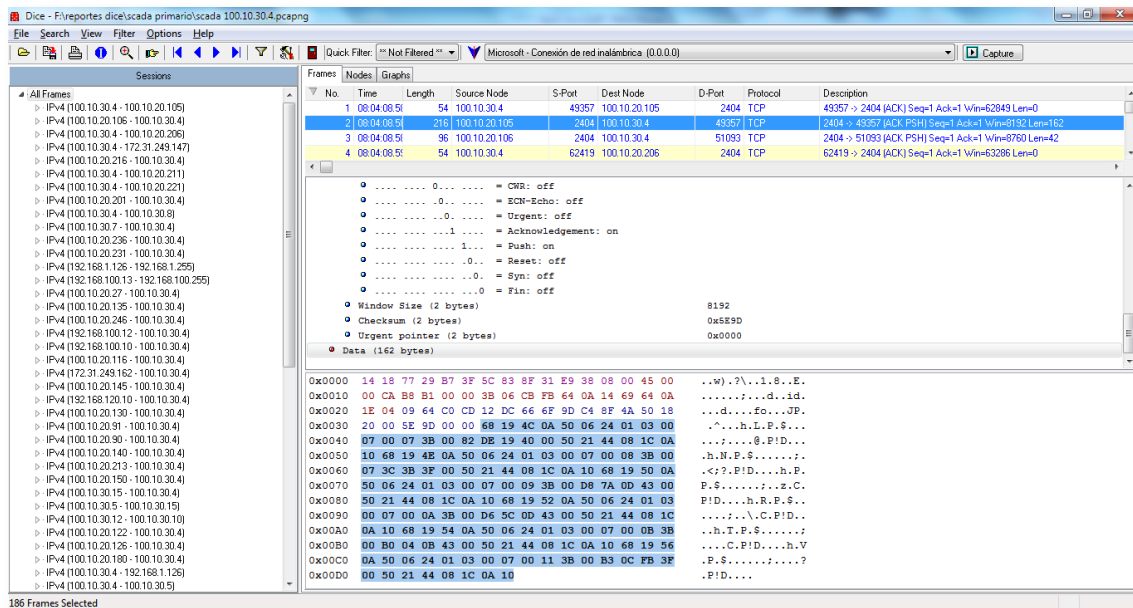 Dice - F:\reportes dice\scada primario\scada 100.10.30.4.pcapng
File Search View Filter Options Help
Quick Filter: ** Not Filtered ** Microsoft - Conexión de red inalámbrica (0.0.0.0) Capture
Sessions
All Frames
IPv4 (100.10.30.4 - 100.10.20.105)
IPv4 (100.10.20.106 - 100.10.30.4)
IPv4 (100.10.30.4 - 100.10.20.206)
IPv4 (100.10.30.4 - 172.31.249.147)
IPv4 (100.10.20.216 - 100.10.30.4)
IPv4 (100.10.30.4 - 100.10.20.211)
IPv4 (100.10.30.4 - 100.10.20.221)
IPv4 (100.10.20.201 - 100.10.30.4)
IPv4 (100.10.30.4 - 100.10.30.8)
IPv4 (100.10.30.7 - 100.10.30.4)
IPv4 (100.10.20.236 - 100.10.30.4)
IPv4 (100.10.20.231 - 100.10.30.4)
IPv4 (192.168.1.126 - 192.168.1.255)
IPv4 (192.168.100.13 - 192.168.100.255)
IPv4 (100.10.20.27 - 100.10.30.4)
IPv4 (100.10.20.135 - 100.10.30.4)
IPv4 (100.10.20.246 - 100.10.30.4)
IPv4 (192.168.100.12 - 100.10.30.4)
IPv4 (192.168.100.10 - 100.10.30.4)
IPv4 (100.10.20.116 - 100.10.30.4)
IPv4 (172.31.249.162 - 100.10.30.4)
IPv4 (100.10.20.145 - 100.10.30.4)
IPv4 (192.168.120.10 - 100.10.30.4)
IPv4 (100.10.20.130 - 100.10.30.4)
IPv4 (100.10.20.91 - 100.10.30.4)
IPv4 (100.10.20.90 - 100.10.30.4)
IPv4 (100.10.20.140 - 100.10.30.4)
IPv4 (100.10.20.213 - 100.10.30.4)
IPv4 (100.10.20.150 - 100.10.30.4)
IPv4 (100.10.30.15 - 100.10.30.4)
IPv4 (100.10.30.5 - 100.10.30.15)
IPv4 (100.10.30.12 - 100.10.30.10)
IPv4 (100.10.20.122 - 100.10.30.4)
IPv4 (100.10.20.126 - 100.10.30.4)
IPv4 (100.10.20.180 - 100.10.30.4)
IPv4 (100.10.30.4 - 192.168.1.126)
IPv4 (100.10.30.4 - 100.10.30.5)
Frames Nodes Graphs
No. Time Length Source Node S-Port Dest Node D-Port Protocol Description
1 08:04:08.5 54 100.10.30.4 49357 100.10.20.105 2404 TCP 49357 -> 2404 (ACK) Seq=1 Ack=1 Win=62849 Len=0
2 08:04:08.5 216 100.10.20.105 2404 100.10.30.4 49357 TCP 2404 -> 49357 (ACK PSH) Seq=1 Ack=1 Win=8192 Len=162
3 08:04:08.5 96 100.10.20.106 2404 100.10.30.4 51093 TCP 2404 -> 51093 (ACK PSH) Seq=1 Ack=1 Win=8760 Len=42
4 08:04:08.5 54 100.10.30.4 62419 100.10.20.206 2404 TCP 62419 -> 2404 (ACK) Seq=1 Ack=1 Win=63286 Len=0
.... .... 0... .... = CWR: off
.... .... .0.. .... = ECN-Echo: off
.... .... ..0. .... = Urgent: off
.... .... ...1 .... = Acknowledgement: on
.... .... .... 1... = Push: on
.... .... .... .0.. = Reset: off
.... .... .... ..0. = Syn: off
.... .... .... ...0 = Fin: off
Window Size (2 bytes) 8192
Checksum (2 bytes) 0x5E9D
Urgent pointer (2 bytes) 0x0000
Data (162 bytes)
0x0000 14 18 77 29 B7 3F 5C 83 8F 31 E9 38 08 00 45 00 ..w).?\..1.8..E.
0x0010 00 CA B8 B1 00 00 3B 06 CB FB 64 0A 14 69 64 0A ......;...d..id.
0x0020 1E 04 09 64 C0 CD 12 DC 66 6F 9D C4 8F 4A 50 18 ...d....fo...JP.
0x0030 20 00 5E 9D 00 00 68 19 4C 0A 50 06 24 01 03 00 .^...h.L.P.$...
0x0040 07 00 07 3B 00 82 DE 19 40 00 50 21 44 08 1C 0A ...;....@.P!D...
0x0050 10 68 19 4E 0A 50 06 24 01 03 00 07 00 08 3B 00 .h.N.P.$......;.
0x0060 07 3C 3B 3F 00 50 21 44 08 1C 0A 10 68 19 50 0A .<;?.P!D....h.P.
0x0070 50 06 24 01 03 00 07 00 09 3B 00 D8 7A 0D 43 00 P.$......;..z.C.
0x0080 50 21 44 08 1C 0A 10 68 19 52 0A 50 06 24 01 03 P!D....h.R.P.$..
0x0090 00 07 00 0A 3B 00 D6 5C 0D 43 00 50 21 44 08 1C ....;..\.C.P!D..
0x00A0 0A 10 68 19 54 0A 50 06 24 01 03 00 07 00 0B 3B ..h.T.P.$......;
0x00B0 00 B0 04 0B 43 00 50 21 44 08 1C 0A 10 68 19 56 ....C.P!D....h.V
0x00C0 0A 50 06 24 01 03 00 07 00 11 3B 00 B3 0C FB 3F .P.$......;....?
0x00D0 00 50 21 44 08 1C 0A 10 .P!D....
186 Frames Selected